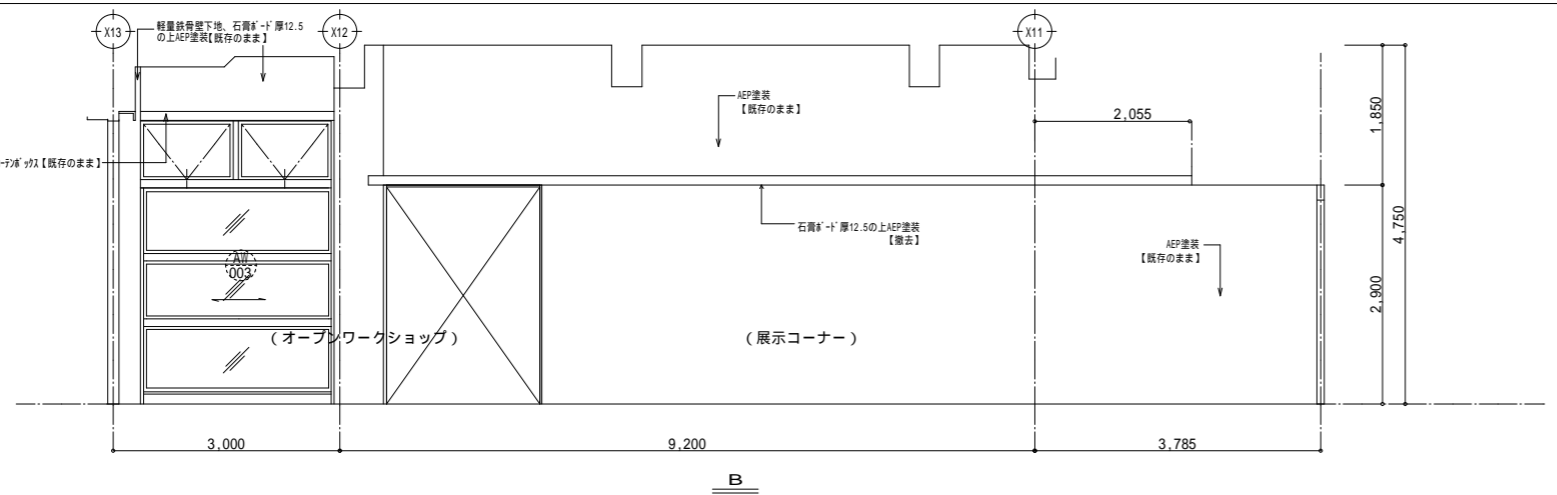 X13
軽量鉄骨壁下地、石膏ﾎﾞｰﾄﾞ厚12.5
の上AEP塗装【既存のまま】
X12
X11
AEP塗装
【既存のまま】
2,055
1,850
ｰﾃﾝﾎﾞｯｸｽ【既存のまま】
石膏ﾎﾞｰﾄﾞ厚12.5の上AEP塗装
【撤去】
4,750
AEP塗装
【既存のまま】
AW
003
2,900
(オープンワークショップ)
(展示コーナー)
3,000
9,200
3,785
B